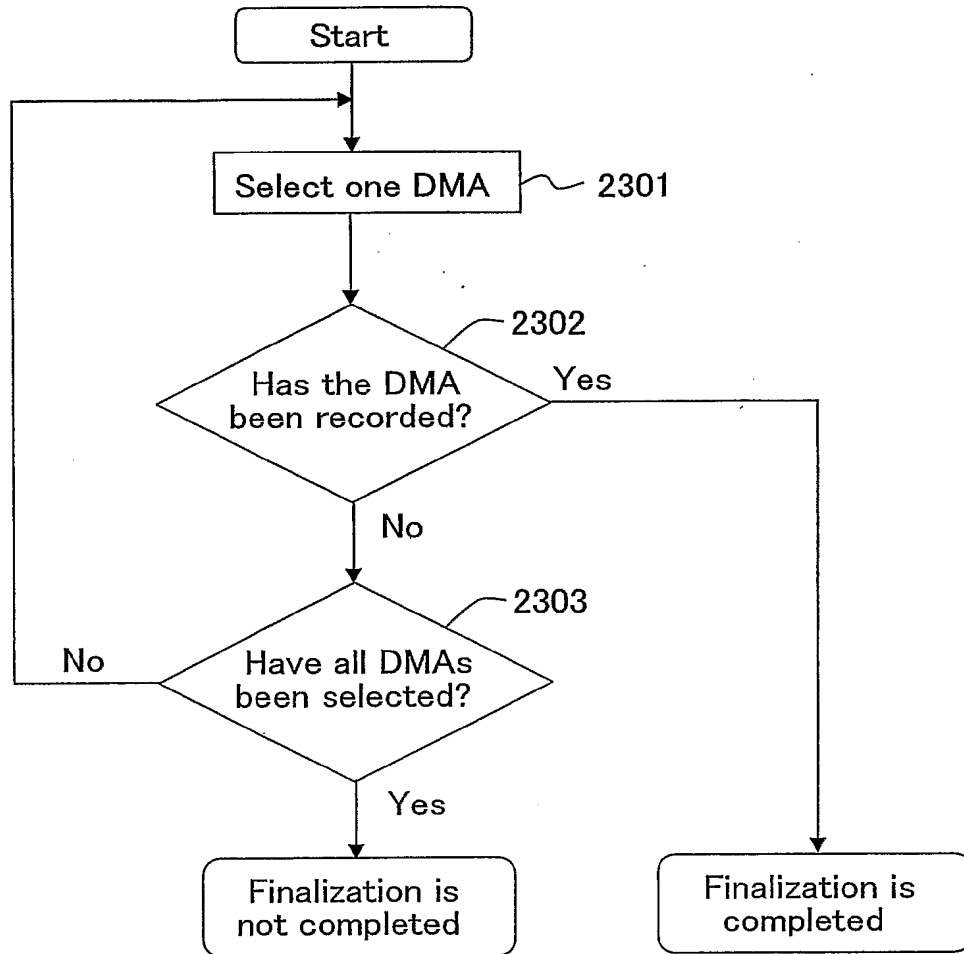 Start
Select one DMA
2301
2302
Has the DMA
been recorded?
Yes
No
2303
No
Have all DMAs
been selected?
Yes
Finalization is
not completed
Finalization is
completed